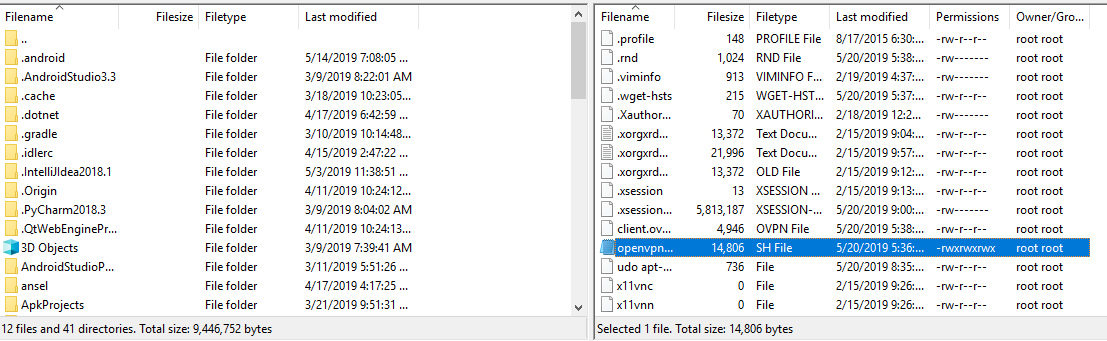 Filename Filesize Filetype Last modified
..
.android File folder 5/14/2019 7:08:05 ...
.AndroidStudio3.3 File folder 3/9/2019 8:22:01 AM
.cache File folder 3/18/2019 10:23:05...
.dotnet File folder 4/17/2019 6:42:59 ...
.gradle File folder 3/10/2019 10:14:48...
.idlerc File folder 4/15/2019 2:47:22 ...
.IntelliJIdea2018.1 File folder 5/3/2019 11:38:51 ...
.Origin File folder 4/11/2019 10:24:12...
.PyCharm2018.3 File folder 3/9/2019 8:04:02 AM
.QtWebEnginePr... File folder 4/11/2019 10:24:13...
3D Objects File folder 3/9/2019 7:39:41 AM
AndroidStudioP... File folder 3/11/2019 5:51:26 ...
ansel File folder 4/17/2019 4:17:25 ...
ApkProjects File folder 3/21/2019 9:51:31 ...
12 files and 41 directories. Total size: 9,446,752 bytes
Filename Filesize Filetype Last modified Permissions Owner/Gro...
.profile 148 PROFILE File 8/17/2015 6:30:... -rw-r--r-- root root
.rnd 1,024 RND File 5/20/2019 5:38:... -rw------- root root
.viminfo 913 VIMINFO F... 2/19/2019 4:37:... -rw------- root root
.wget-hsts 215 WGET-HST... 5/20/2019 5:37:... -rw-r--r-- root root
.Xauthor... 70 XAUTHORI... 2/18/2019 12:2... -rw------- root root
.xorgxrd... 13,372 Text Docu... 2/15/2019 9:04:... -rw-r--r-- root root
.xorgxrd... 21,996 Text Docu... 2/15/2019 9:57:... -rw-r--r-- root root
.xorgxrd... 13,372 OLD File 2/15/2019 9:12:... -rw-r--r-- root root
.xsession 13 XSESSION ... 2/15/2019 9:13:... -rw-r--r-- root root
.xsession... 5,813,187 XSESSION-... 5/20/2019 9:00:... -rw------- root root
client.ov... 4,946 OVPN File 5/20/2019 5:38:... -rw-r--r-- root root
openvpn... 14,806 SH File 5/20/2019 5:36:... -rwxrwxrwx root root
udo apt-... 736 File 5/20/2019 8:35:... -rw-r--r-- root root
x11vnc 0 File 2/15/2019 9:26:... -rw-r--r-- root root
x11vnn 0 File 2/15/2019 9:26:... -rw-r--r-- root root
Selected 1 file. Total size: 14,806 bytes